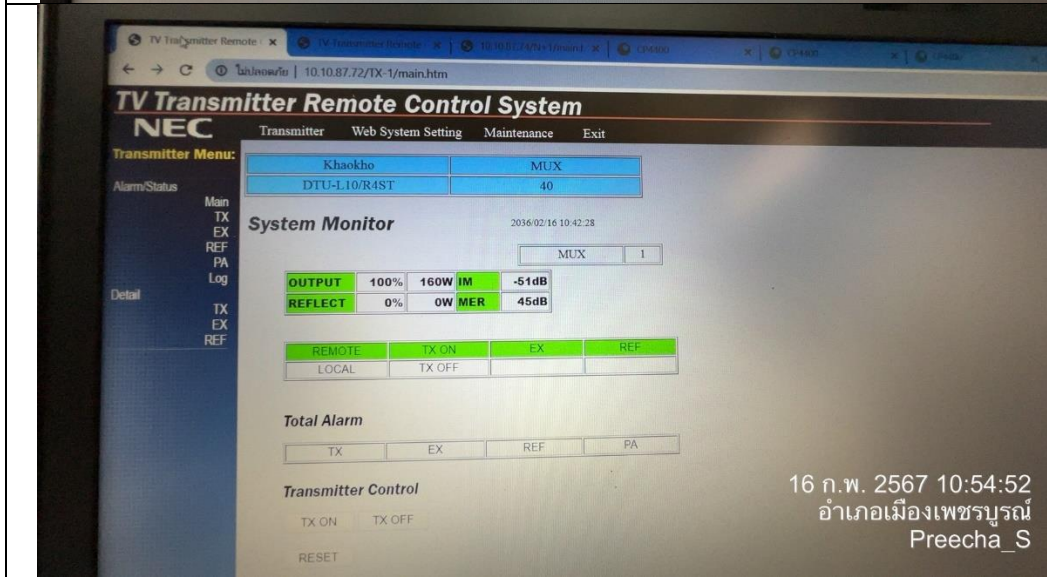 TV Transmitter Remote
TV Transmitter Remote
CP4400
ไม่ปลอดภัย | 10.10.87.72/TX-1/main.htm
TV Transmitter Remote Control System
NEC Transmitter Web System Setting Maintenance Exit
Transmitter Menu:
Khaokho MUX
DTU-L10/R4ST 40
Alarm/Status
Main
TX
EX
REF
PA
Log
Detail
TX
EX
REF
System Monitor 2036/02/16 10:42:28
MUX 1
OUTPUT 100% 160W IM -51dB
REFLECT 0% 0W MER 45dB
REMOTE TX ON EX REF
LOCAL TX OFF
Total Alarm
TX EX REF PA
Transmitter Control
TX ON TX OFF
RESET
16 ก.พ. 2567 10:54:52
อำเภอเมืองเพชรบูรณ์
Preecha_S